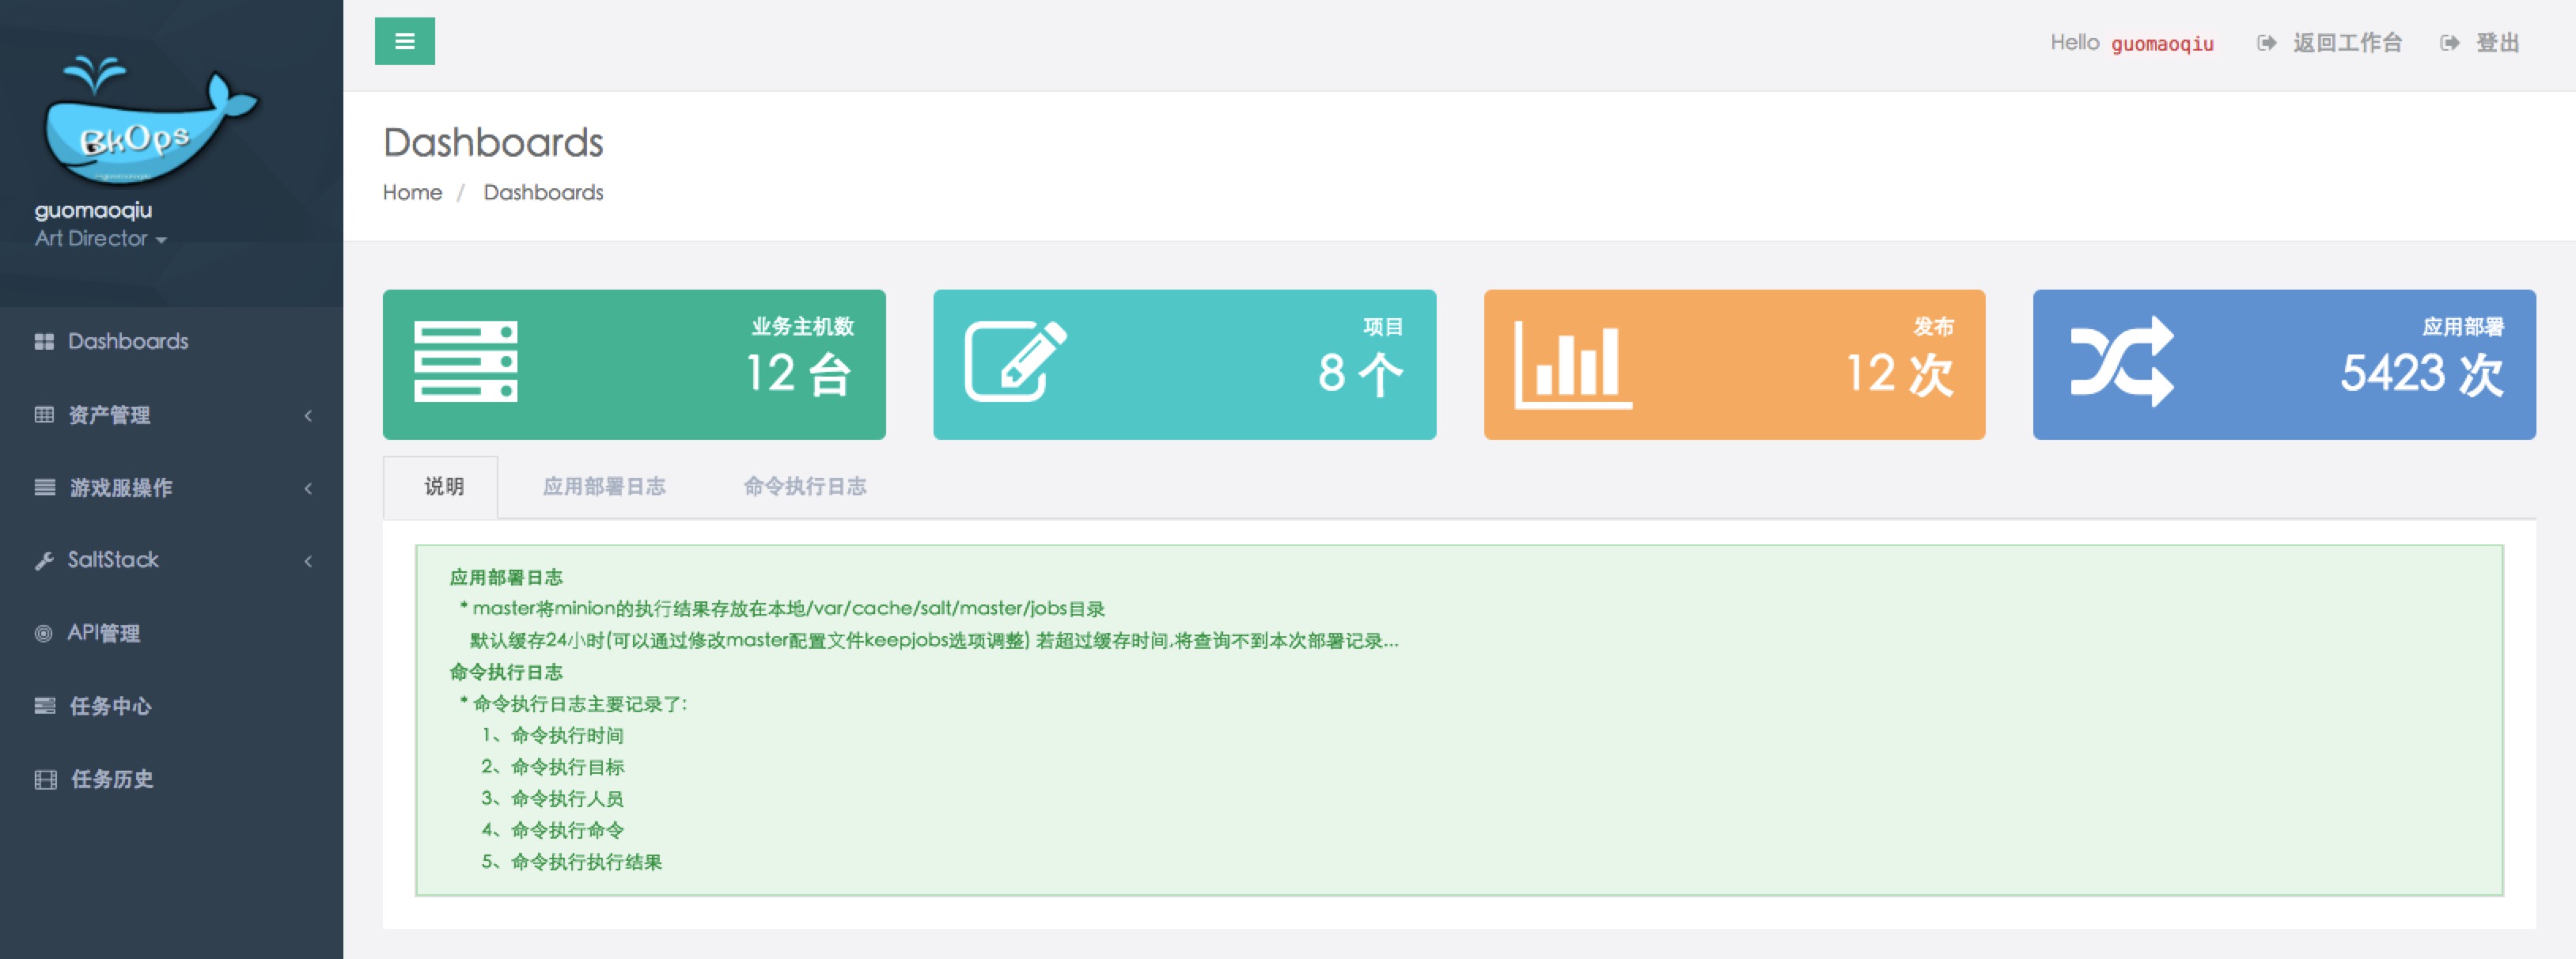 BkOps
guomaoqiu
Art Director
Dashboards
资产管理
游戏服操作
SaltStack
API管理
任务中心
任务历史
Hello guomaoqiu 返回工作台 登出
Dashboards
Home / Dashboards
业务主机数
12 台
项目
8 个
发布
12 次
应用部署
5423 次
说明 应用部署日志 命令执行日志
应用部署日志
* master将minion的执行结果存放在本地/var/cache/salt/master/jobs目录
默认缓存24小时(可以通过修改master配置文件keepjobs选项调整) 若超过缓存时间,将查询不到本次部署记录...
命令执行日志
* 命令执行日志主要记录了:
1、命令执行时间
2、命令执行目标
3、命令执行人员
4、命令执行命令
5、命令执行执行结果